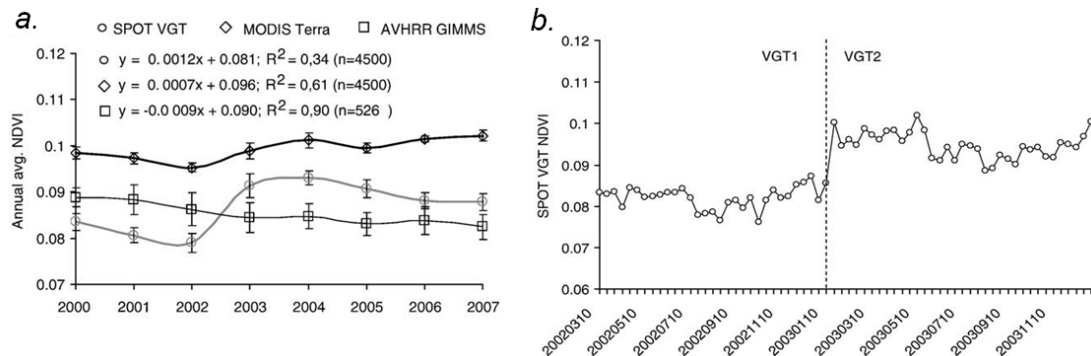 a.
SPOT VGT MODIS Terra AVHRR GIMMS
y = 0.0012x + 0.081; R2 = 0,34 (n=4500)
y = 0.0007x + 0.096; R2 = 0,61 (n=4500)
y = -0.0009x + 0.090; R2 = 0,90 (n=526 )
Annual avg. NDVI
0.12
0.11
0.1
0.09
0.08
0.07
2000 2001 2002 2003 2004 2005 2006 2007
b.
VGT1 VGT2
SPOT VGT NDVI
0.12
0.11
0.1
0.09
0.08
0.07
0.06
20020310 20020510 20020710 20020910 20021110 20030110 20030310 20030510 20030710 20030910 20031110